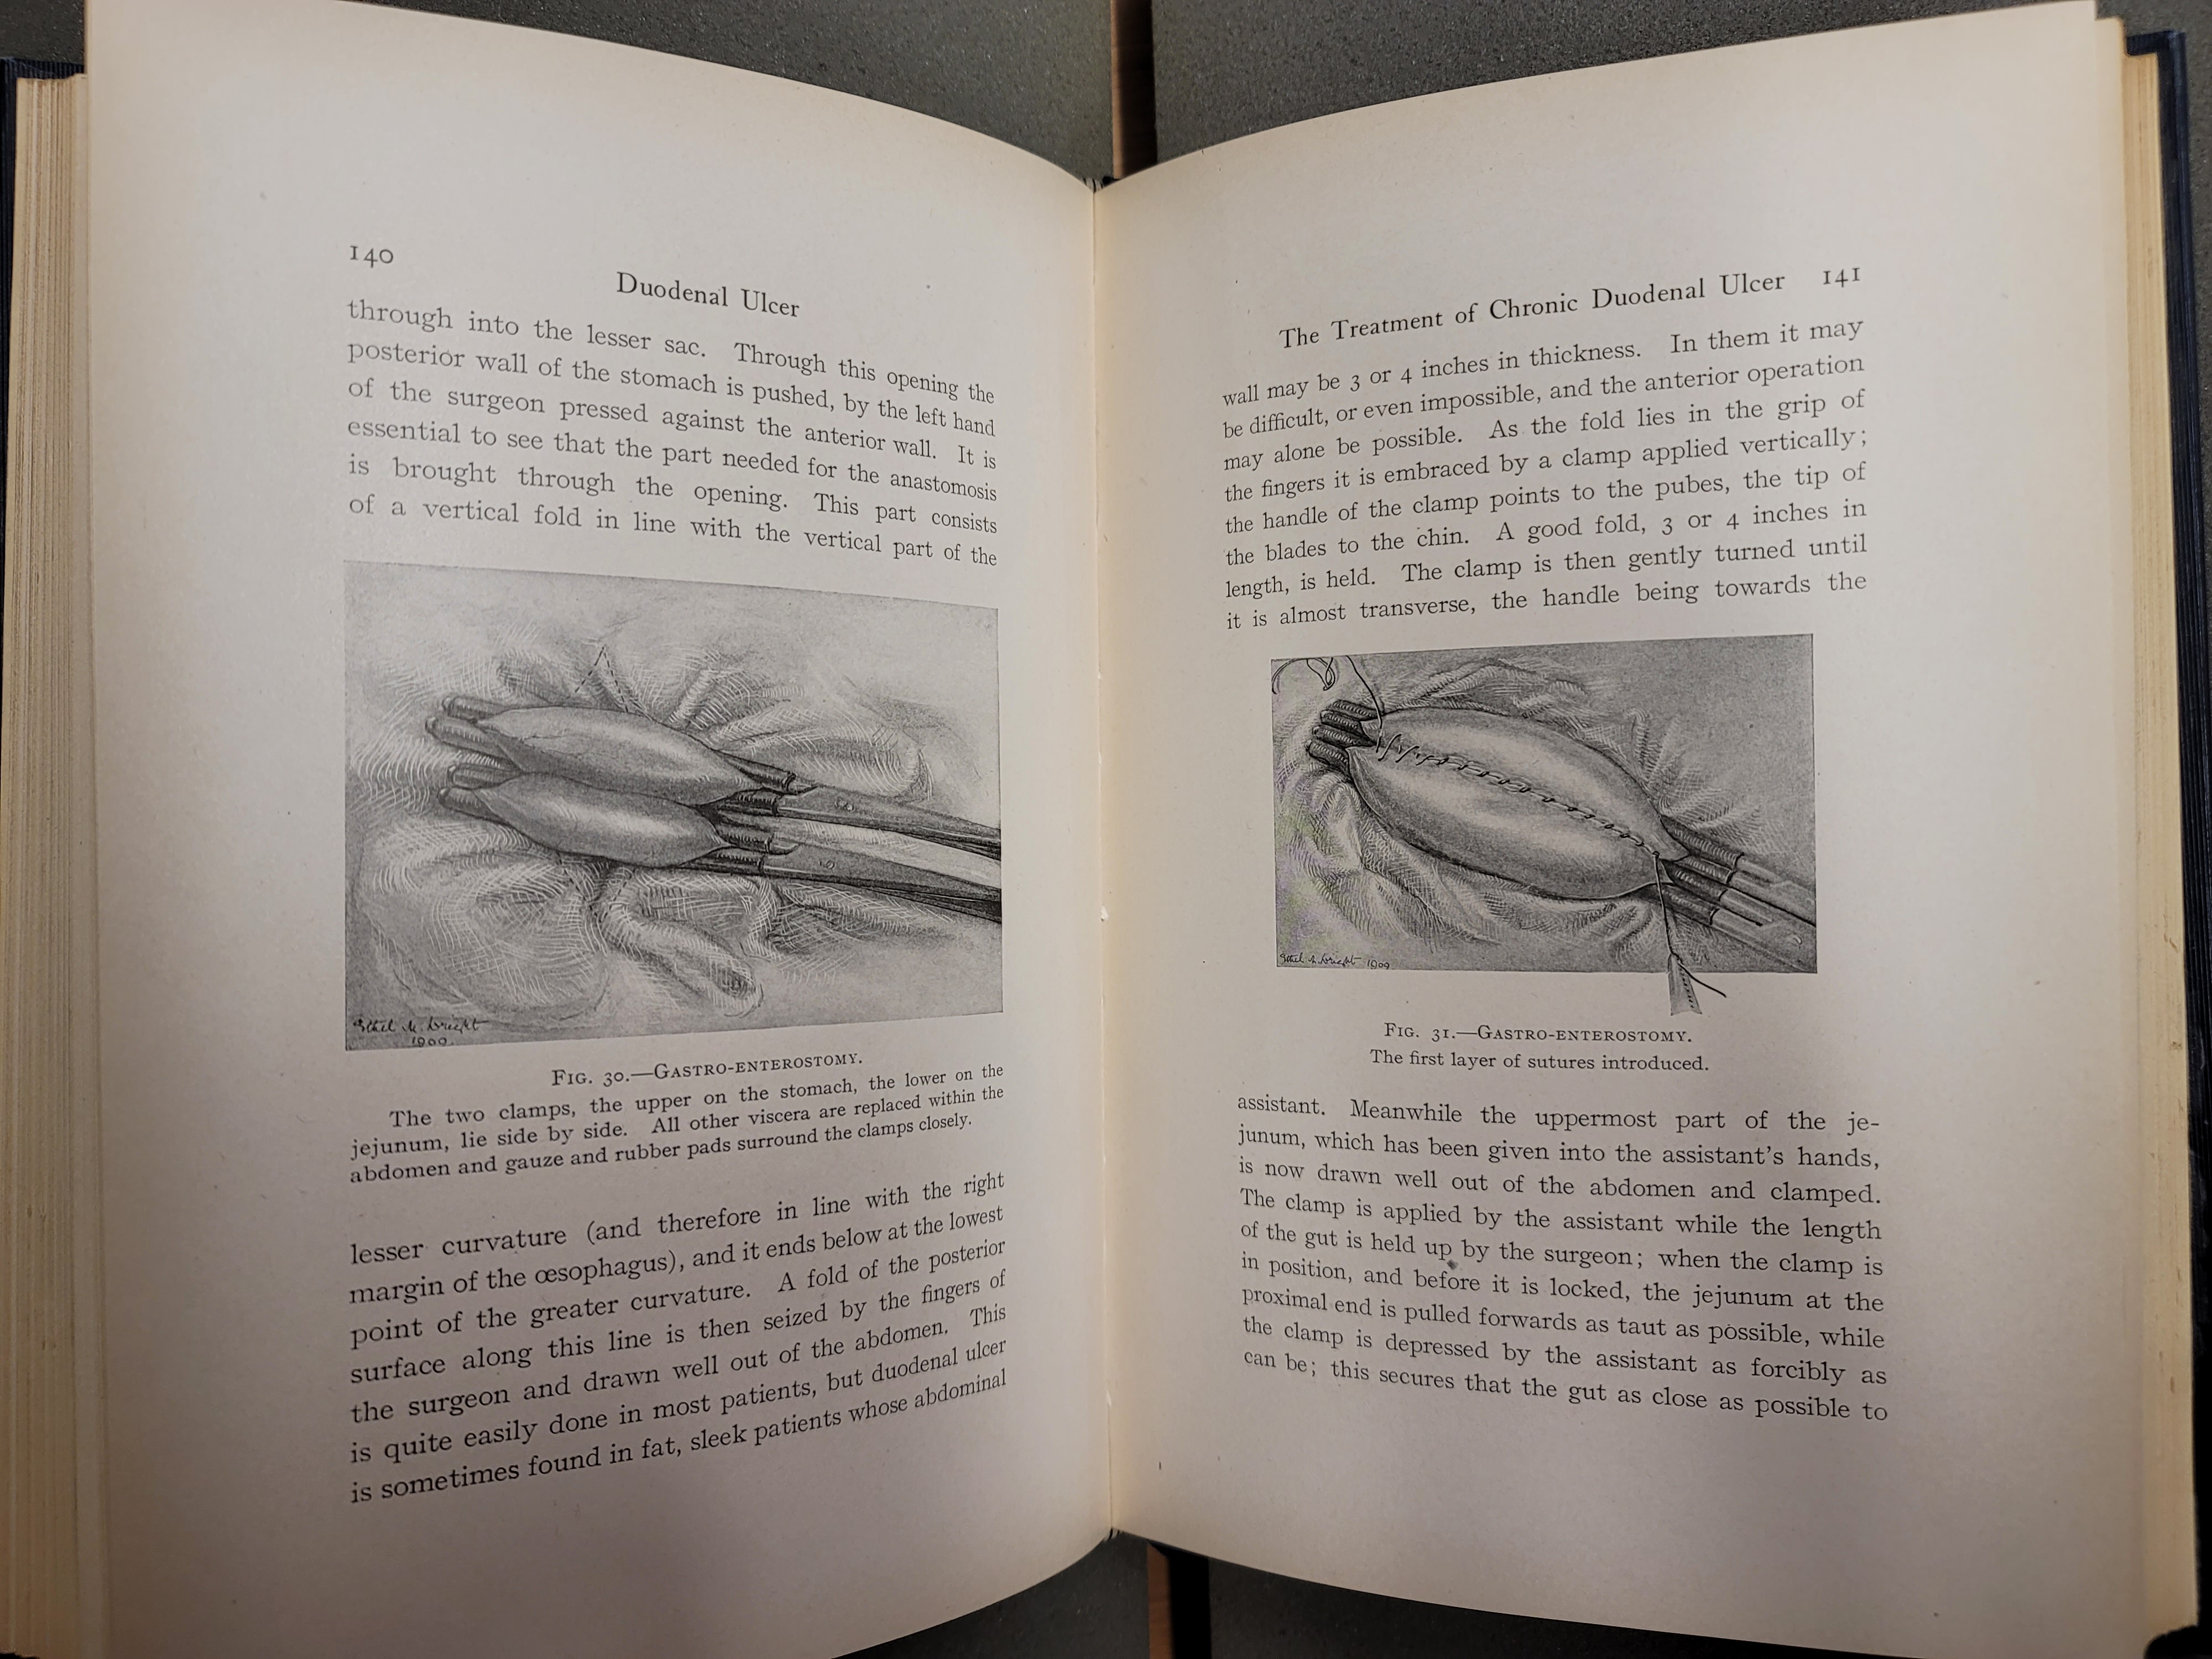 140
Duodenal Ulcer
through into the lesser sac. Through this opening the
posterior wall of the stomach is pushed, by the left hand
of the surgeon pressed against the anterior wall. It is
essential to see that the part needed for the anastomosis
is brought through the opening. This part consists
of a vertical fold in line with the vertical part of the
Ethel M. Wright
FIG. 30.—GASTRO-ENTEROSTOMY.
The two clamps, the upper on the stomach, the lower on the
jejunum, lie side by side. All other viscera are replaced within the
abdomen and gauze and rubber pads surround the clamps closely.
lesser curvature (and therefore in line with the right
margin of the œsophagus), and it ends below at the lowest
point of the greater curvature. A fold of the posterior
surface along this line is then seized by the fingers of
the surgeon and drawn well out of the abdomen. This
is quite easily done in most patients, but duodenal ulcer
is sometimes found in fat, sleek patients whose abdominal
The Treatment of Chronic Duodenal Ulcer 141
wall may be 3 or 4 inches in thickness. In them it may
be difficult, or even impossible, and the anterior operation
may alone be possible. As the fold lies in the grip of
the fingers it is embraced by a clamp applied vertically;
the handle of the clamp points to the pubes, the tip of
the blades to the chin. A good fold, 3 or 4 inches in
length, is held. The clamp is then gently turned until
it is almost transverse, the handle being towards the
Ethel M. Wright 1909
FIG. 31.—GASTRO-ENTEROSTOMY.
The first layer of sutures introduced.
assistant. Meanwhile the uppermost part of the je-
junum, which has been given into the assistant's hands,
is now drawn well out of the abdomen and clamped.
The clamp is applied by the assistant while the length
of the gut is held up by the surgeon; when the clamp is
in position, and before it is locked, the jejunum at the
proximal end is pulled forwards as taut as possible, while
the clamp is depressed by the assistant as forcibly as
can be; this secures that the gut as close as possible to